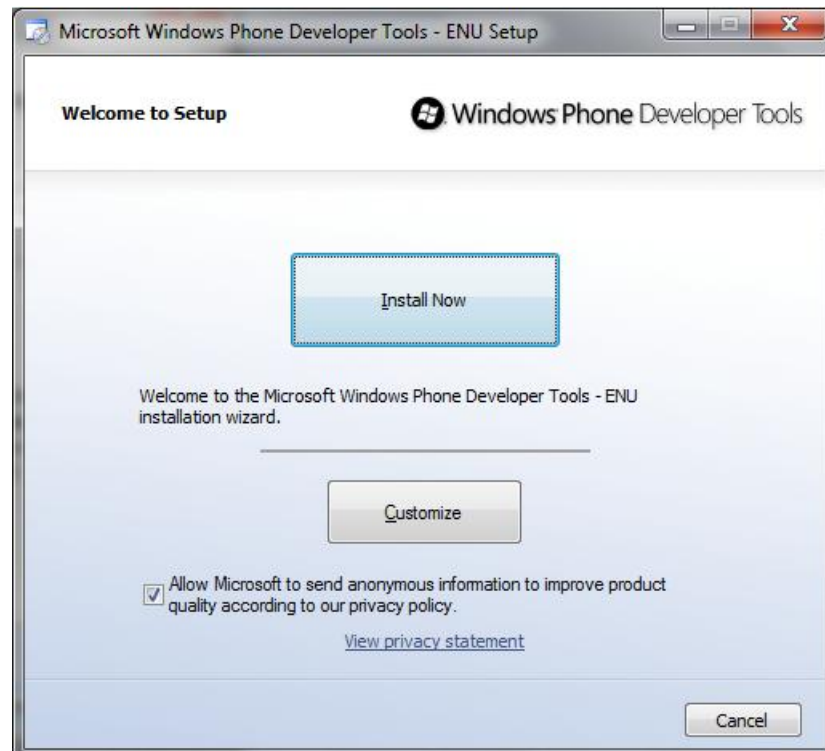 Microsoft Windows Phone Developer Tools - ENU Setup
Welcome to Setup
Windows Phone Developer Tools
Install Now
Welcome to the Microsoft Windows Phone Developer Tools - ENU
installation wizard.
Customize
Allow Microsoft to send anonymous information to improve product
quality according to our privacy policy.
View privacy statement
Cancel